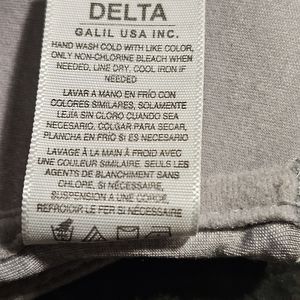 DELTA
GALIL USA INC.
HAND WASH COLD WITH LIKE COLOR,
ONLY NON-CHLORINE BLEACH WHEN
NEEDED, LINE DRY, COOL IRON IF
NEEDED
LAVAR A MANO EN FRÍO CON
COLORES SIMILARES, SOLAMENTE
LEJIA SIN CLORO CUANDO SEA
NECESARIO, COLGAR PARA SECAR,
PLANCHA EN FRÍO SI ES NECESARIO
LAVAGE À LA MAIN À FROID AVEC
UNE COULEUR SIMILAIRE, SEULS LES
AGENTS DE BLANCHIMENT SANS
CHLORE, SI NÉCESSAIRE,
SUSPENSION A UNE CORDE,
REFROIDIR LE FER SI NÉCESSAIRE